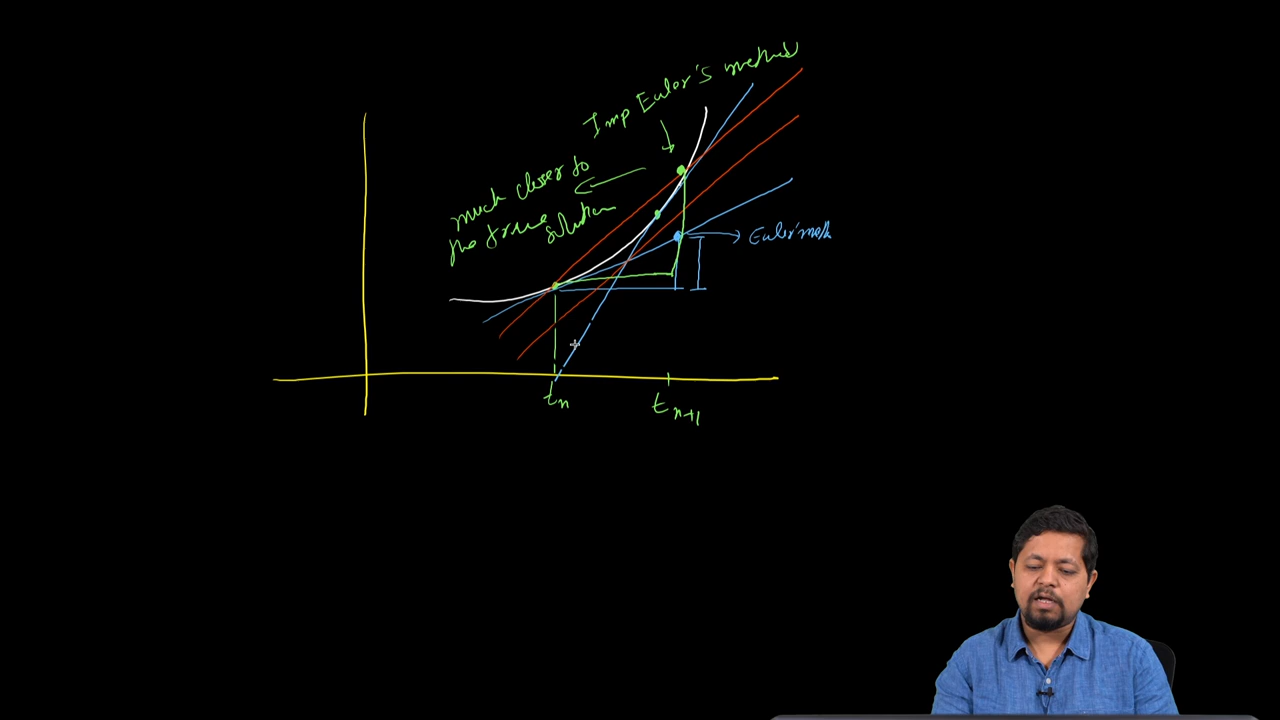 Imp Euler's method
much closer to
the true
solution
Euler meth
tn
tn+1